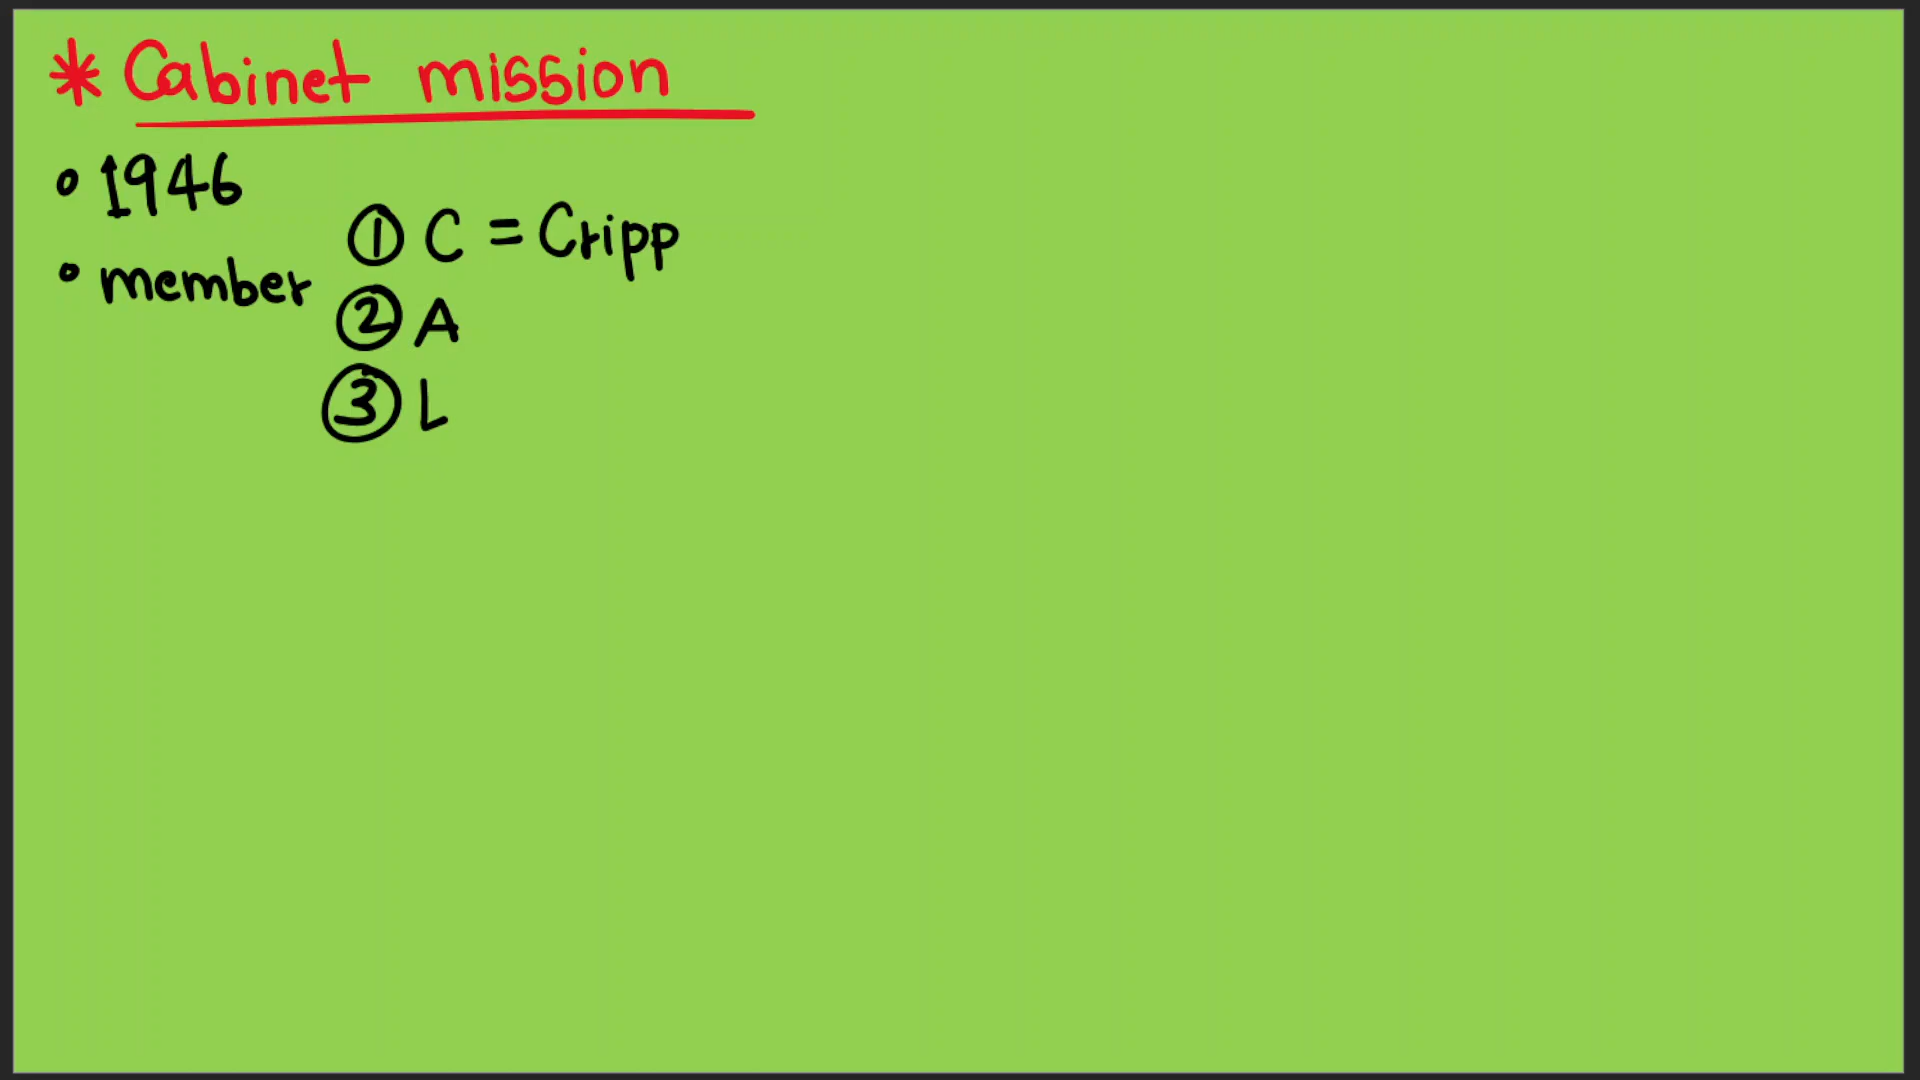 * Cabinet mission
• 1946
① C = Cripp
• member
② A
③ L